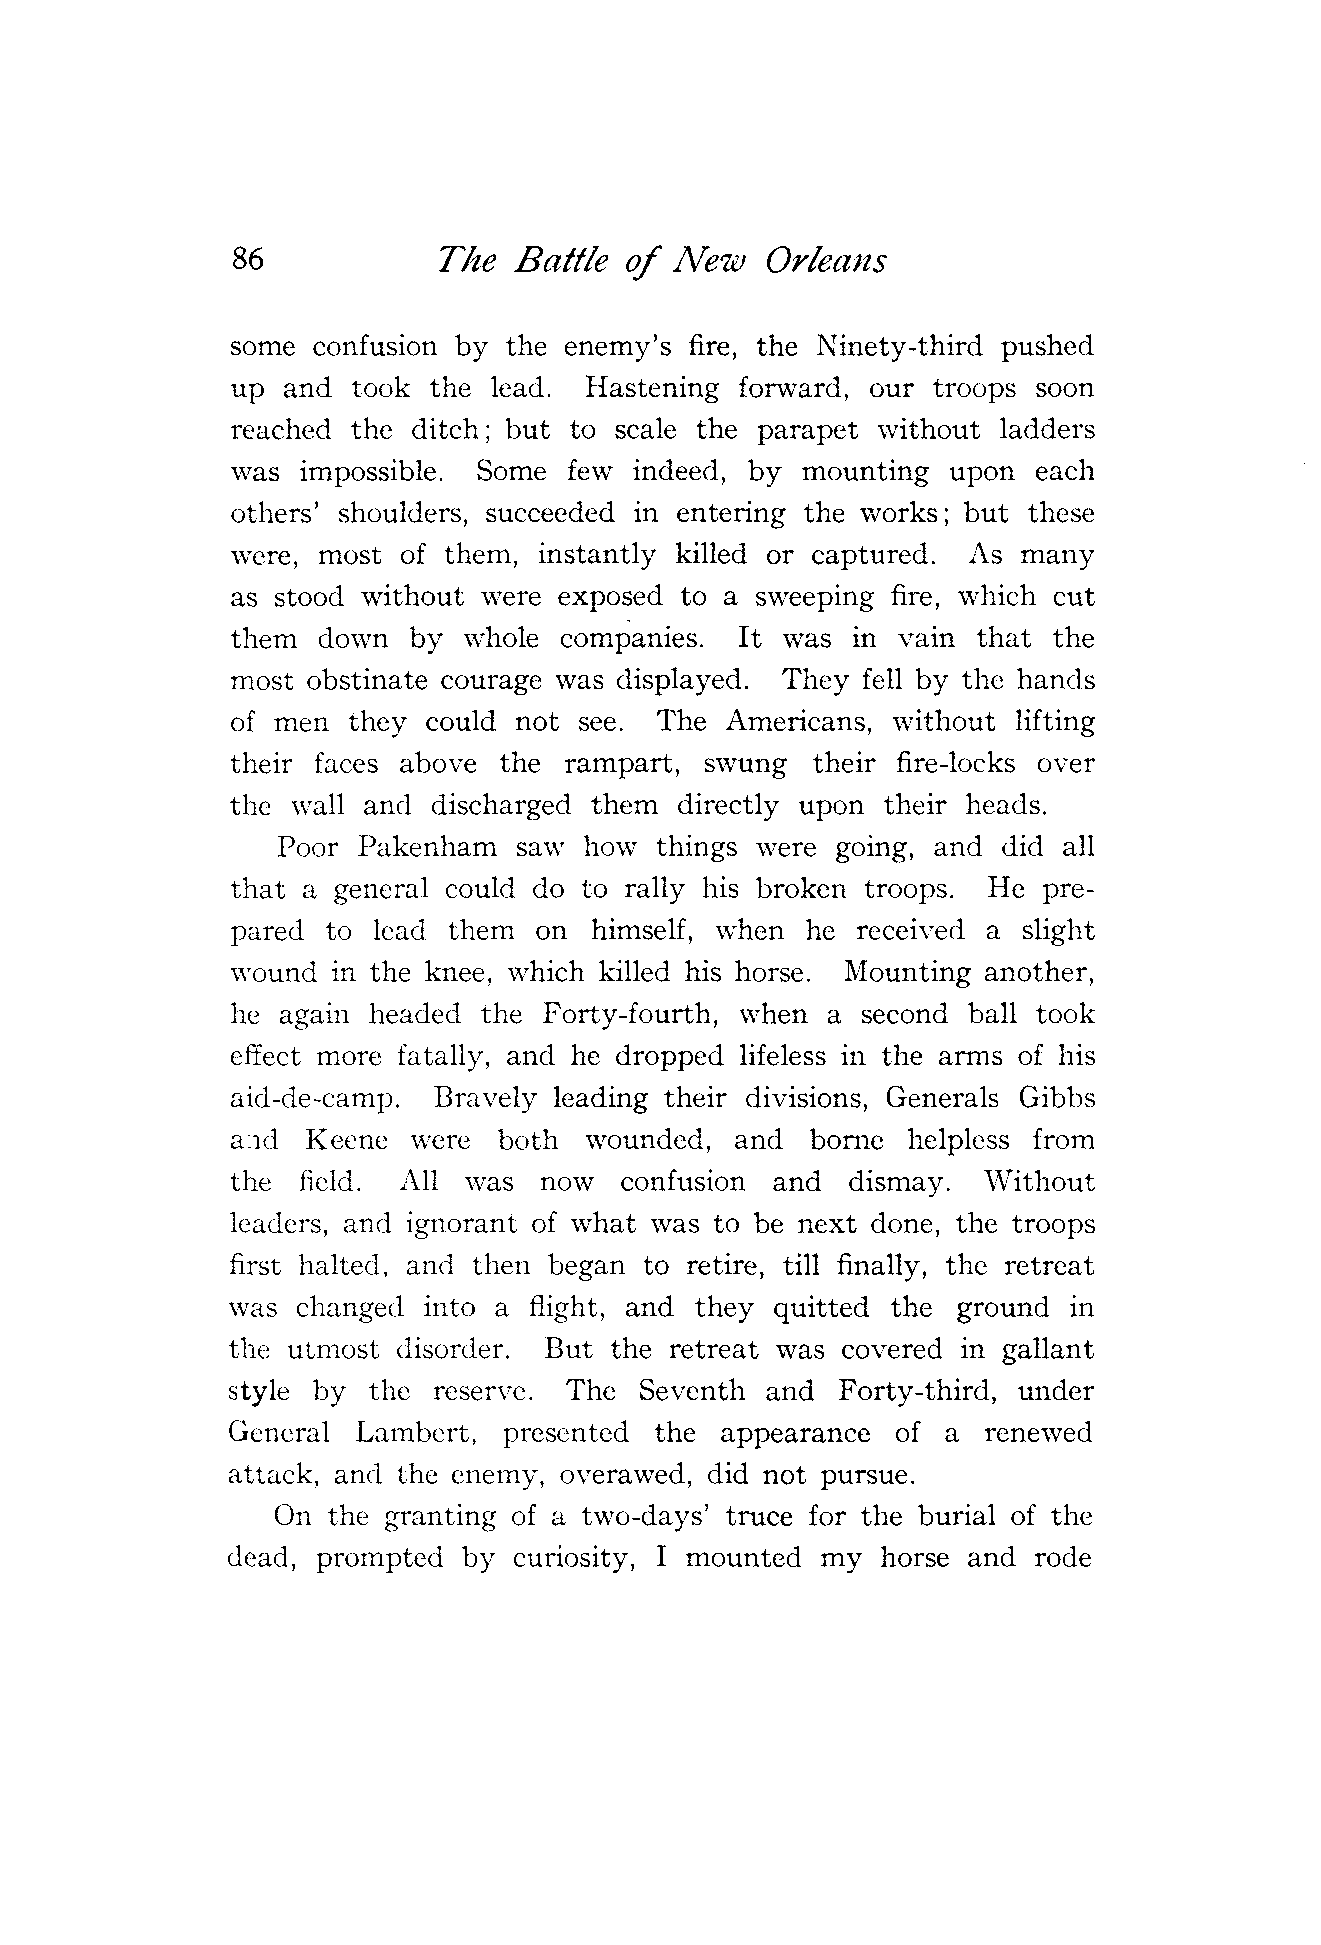 86 The Battle of New Orleans
some confusion by the enemy's fire, the Ninety-third pushed
up and took the lead. Hastening forward, our troops soon
reached the ditch; but to scale the parapet without ladders
was impossible. Some few indeed, by mounting upon each
others' shoulders, succeeded in entering the works; but these
were, most of them, instantly killed or captured. As many
as stood without were exposed to a sweeping fire, which cut
them down by whole companies. It was in vain that the
most obstinate courage was displayed. They fell by the hands
of men they could not see. The Americans, without lifting
their faces above the rampart, swung their fire-locks over
the wall and discharged them directly upon their heads.
Poor Pakenham saw how things were going, and did all
that a general could do to rally his broken troops. He pre-
pared to lead them on himself, when he received a slight
wound in the knee, which killed his horse. Mounting another,
he again headed the Forty-fourth, when a second ball took
effect more fatally, and he dropped lifeless in the arms of his
aid-de-camp. Bravely leading their divisions, Generals Gibbs
and Keene were both wounded, and borne helpless from
the field. All was now confusion and dismay. Without
leaders, and ignorant of what was to be next done, the troops
first halted, and then began to retire, till finally, the retreat
was changed into a flight, and they quitted the ground in
the utmost disorder. But the retreat was covered in gallant
style by the reserve. The Seventh and Forty-third, under
General Lambert, presented the appearance of a renewed
attack, and the enemy, overawed, did not pursue.
On the granting of a two-days' truce for the burial of the
dead, prompted by curiosity, I mounted my horse and rode